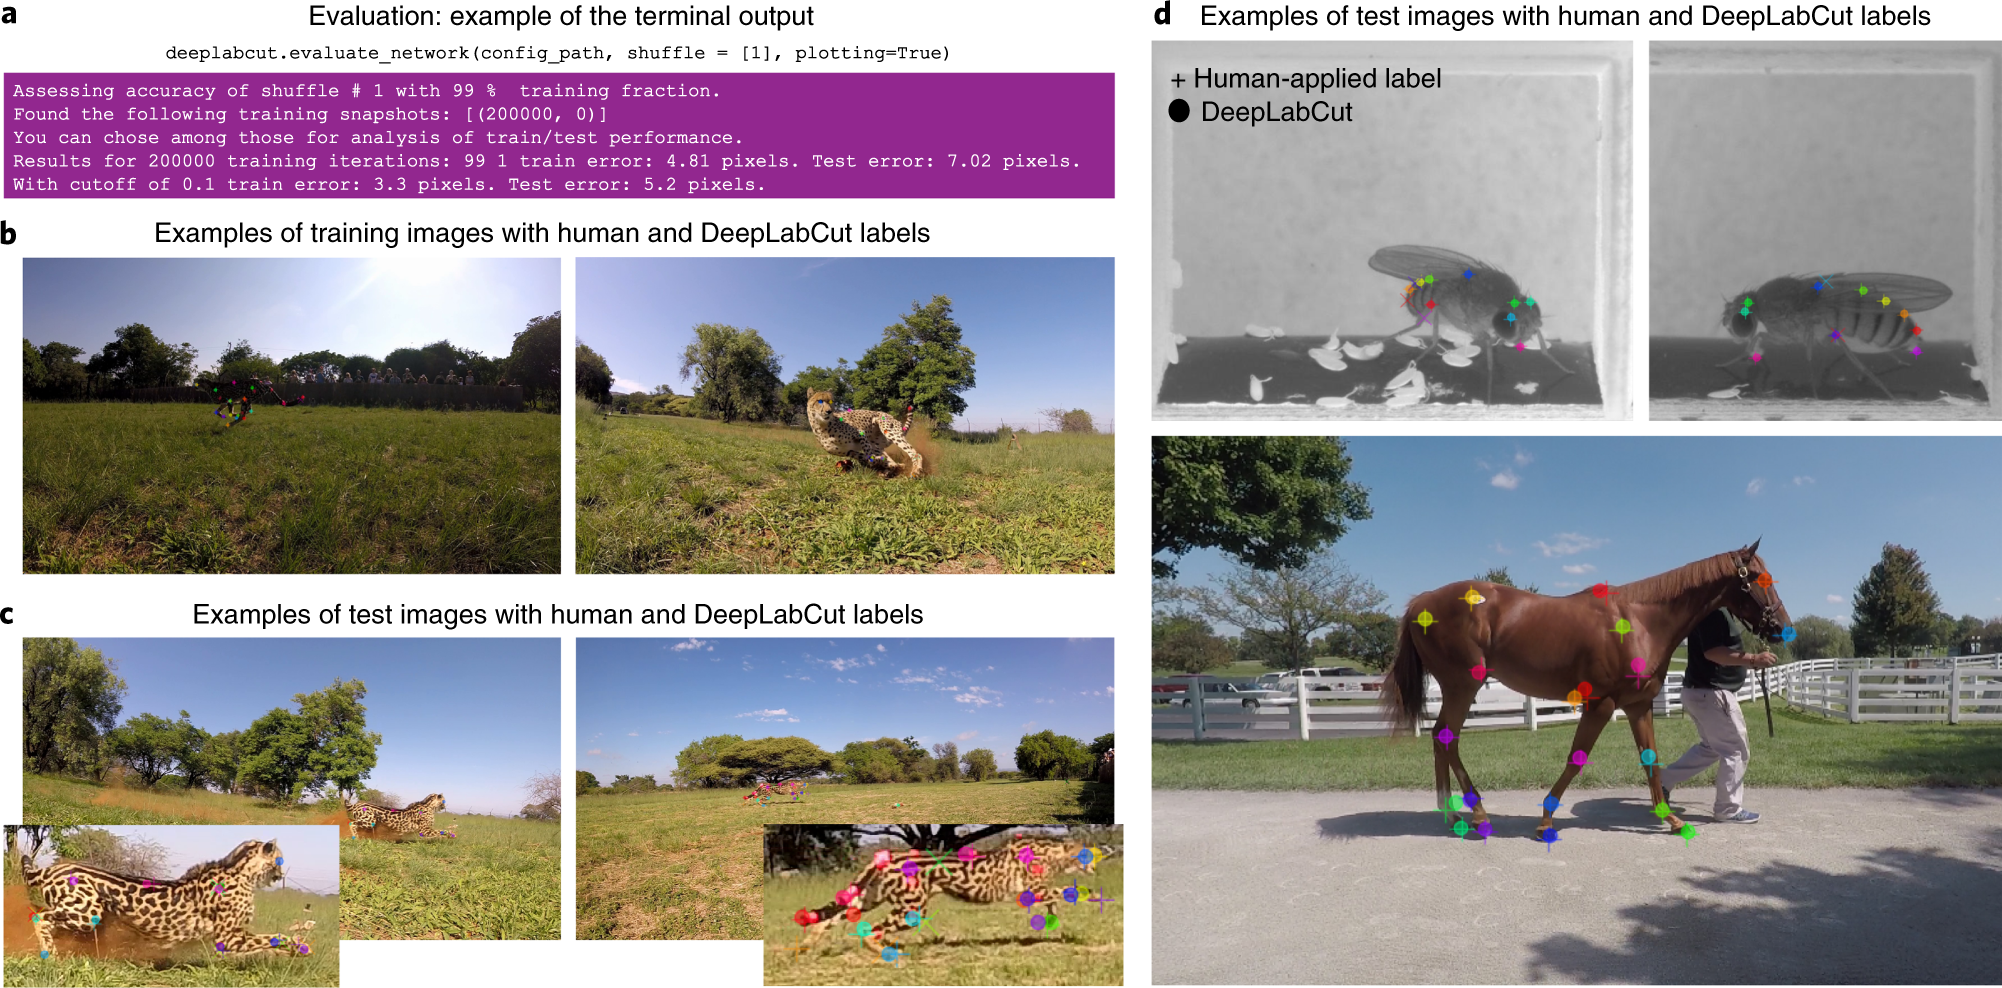 a
Evaluation: example of the terminal output
deeplabcut.evaluate_network(config_path, shuffle = [1], plotting=True)
Assessing accuracy of shuffle # 1 with 99 % training fraction.
Found the following training snapshots: [(200000, 0)]
You can chose among those for analysis of train/test performance.
Results for 200000 training iterations: 99 1 train error: 4.81 pixels. Test error: 7.02 pixels.
With cutoff of 0.1 train error: 3.3 pixels. Test error: 5.2 pixels.
b
Examples of training images with human and DeepLabCut labels
c
Examples of test images with human and DeepLabCut labels
d
Examples of test images with human and DeepLabCut labels
+ Human-applied label
DeepLabCut